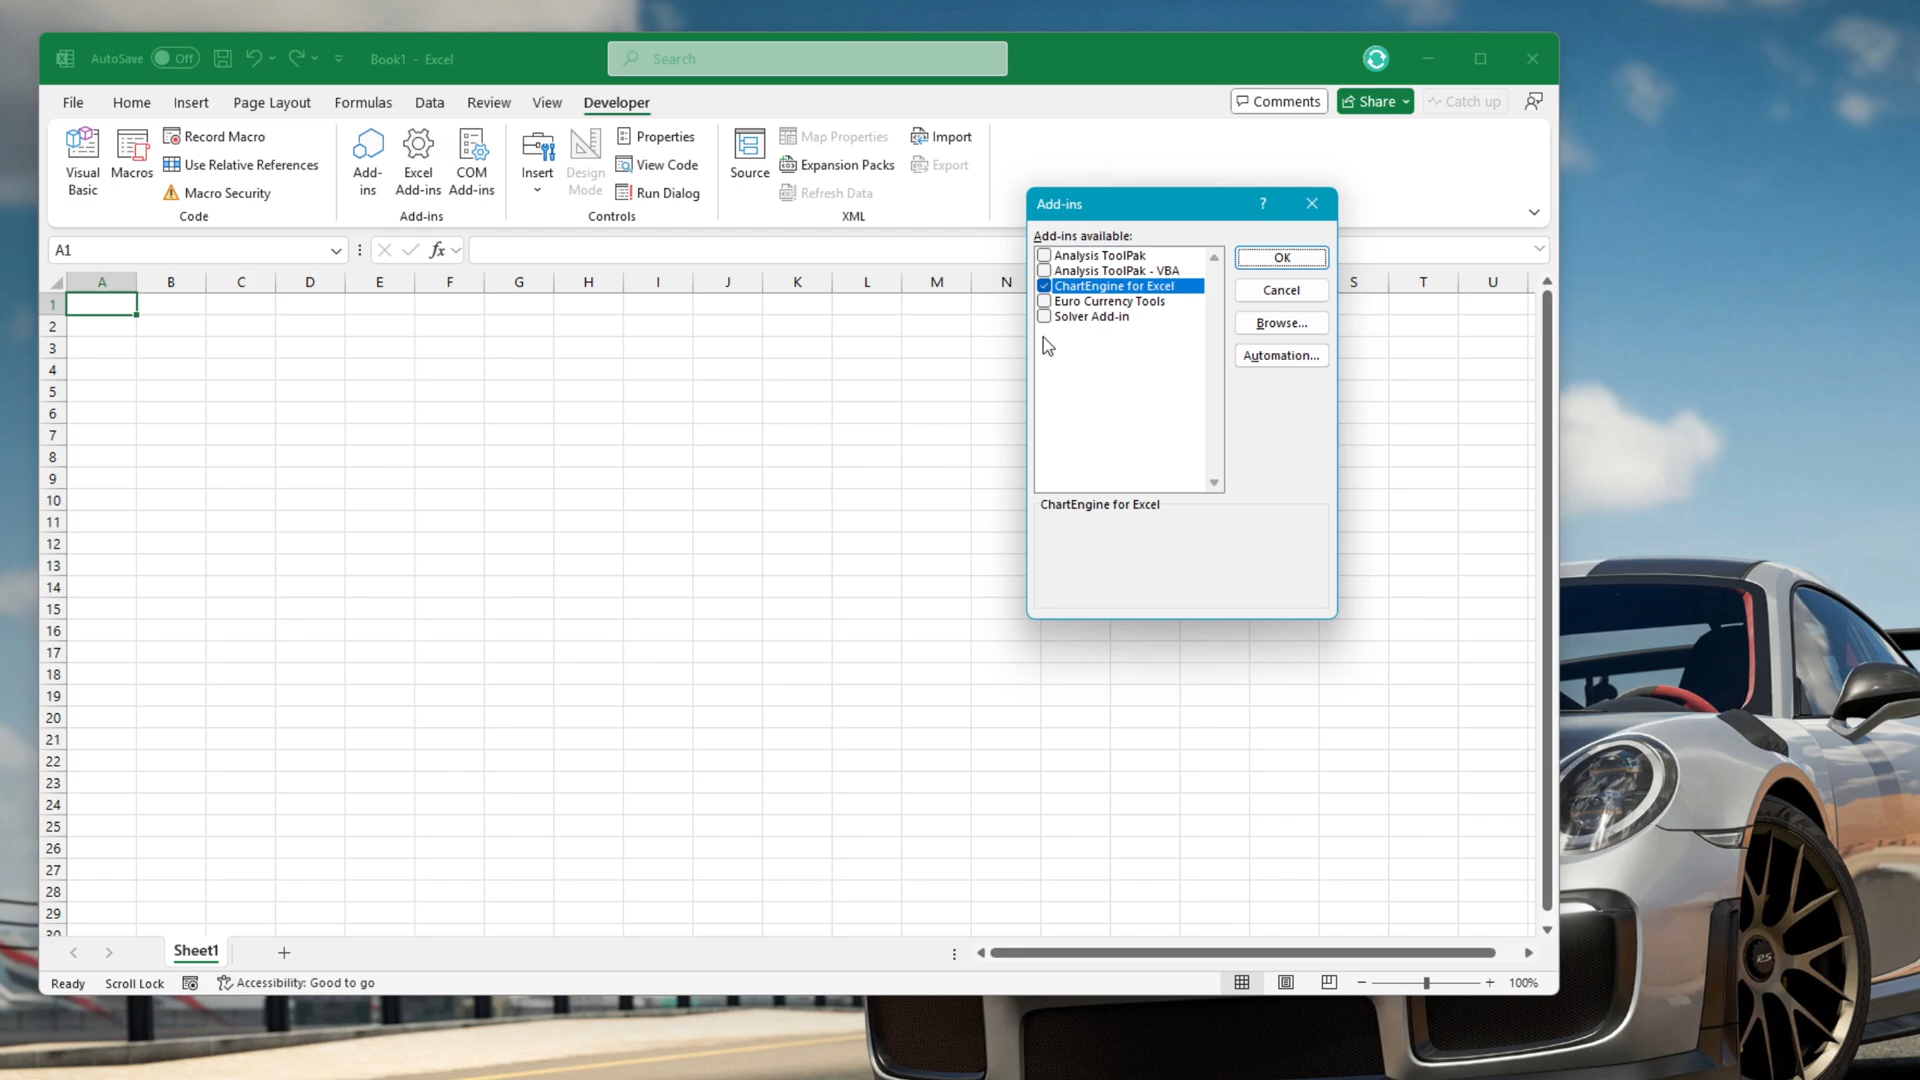 AutoSave Off Book1 - Excel Search
File Home Insert Page Layout Formulas Data Review View Developer Comments Share Catch up
Visual Basic
Macros
Record Macro
Use Relative References
Macro Security
Code
Add-ins
Excel Add-ins
COM Add-ins
Add-ins
Insert
Design Mode
Properties
View Code
Run Dialog
Controls
Source
Map Properties
Expansion Packs
Refresh Data
Import
Export
XML
A1 fx
A B C D E F G H I J K L M N S T U
1
2
3
4
5
6
7
8
9
10
11
12
13
14
15
16
17
18
19
20
21
22
23
24
25
26
27
28
29
30
Add-ins ?
Add-ins available:
Analysis ToolPak
Analysis ToolPak - VBA
ChartEngine for Excel
Euro Currency Tools
Solver Add-in
OK
Cancel
Browse...
Automation...
ChartEngine for Excel
Sheet1
Ready Scroll Lock Accessibility: Good to go 100%
RS